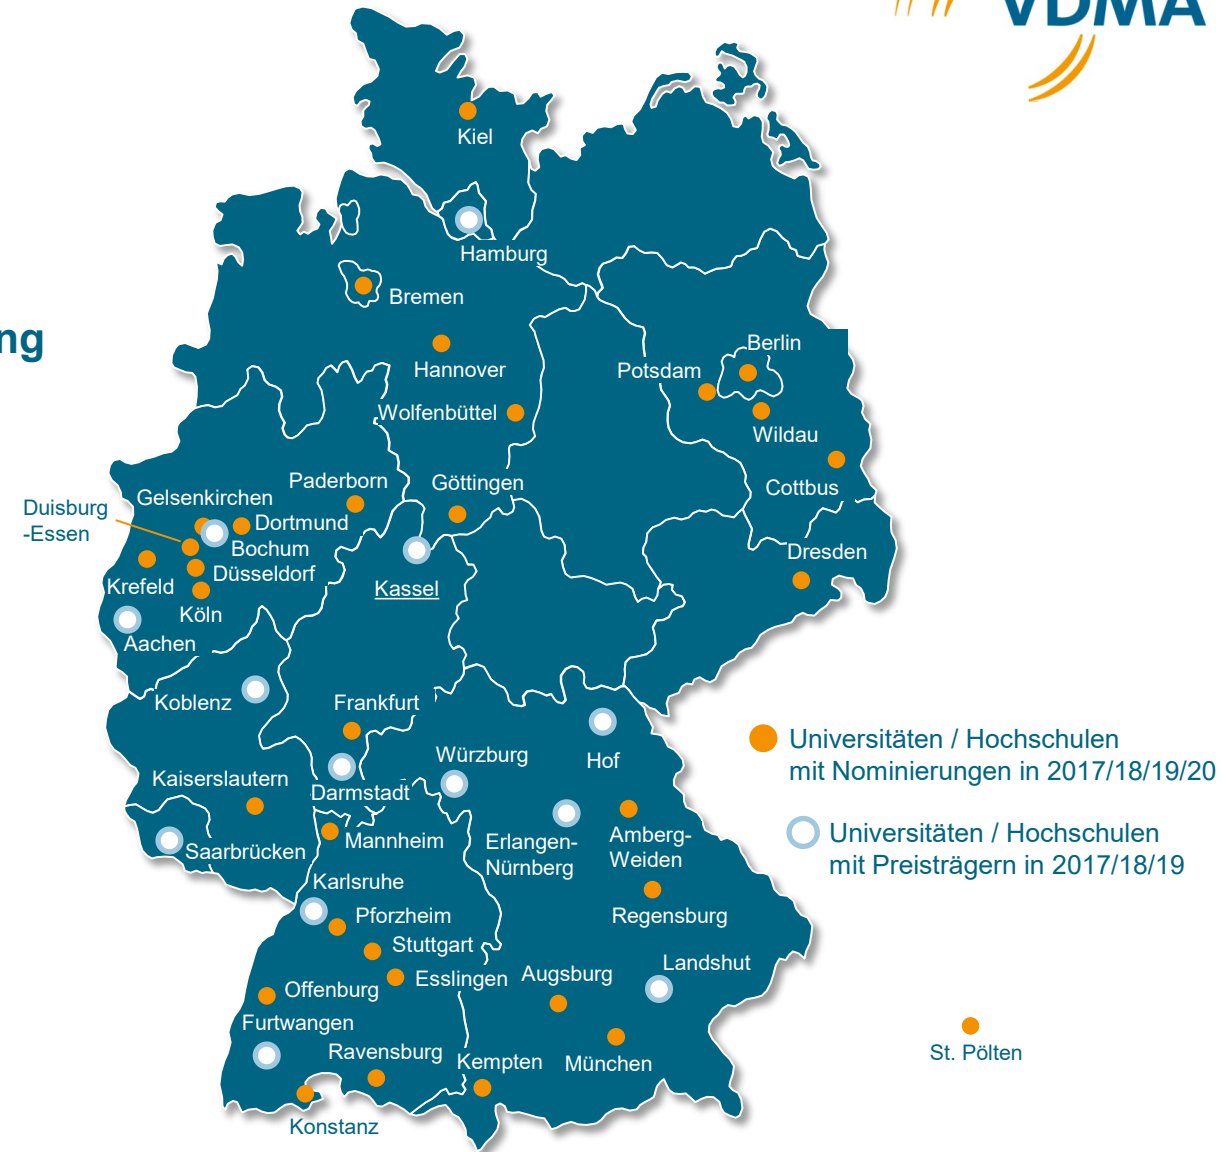 VDMA
Kiel
Hamburg
Bremen
ng
Hannover
Berlin
Potsdam
Wolfenbüttel
Wildau
Paderborn
Göttingen
Cottbus
Gelsenkirchen
Duisburg
-Essen
Dortmund
Bochum
Dresden
Düsseldorf
Krefeld
Kassel
Köln
Aachen
Koblenz
Frankfurt
Universitäten / Hochschulen
mit Nominierungen in 2017/18/19/20
Würzburg
Hof
Kaiserslautern
Darmstadt
Universitäten / Hochschulen
mit Preisträgern in 2017/18/19
Mannheim
Saarbrücken
Erlangen-
Nürnberg
Amberg-
Weiden
Karlsruhe
Pforzheim
Regensburg
Stuttgart
Landshut
Esslingen
Augsburg
Offenburg
Furtwangen
Ravensburg
Kempten
München
St. Pölten
Konstanz